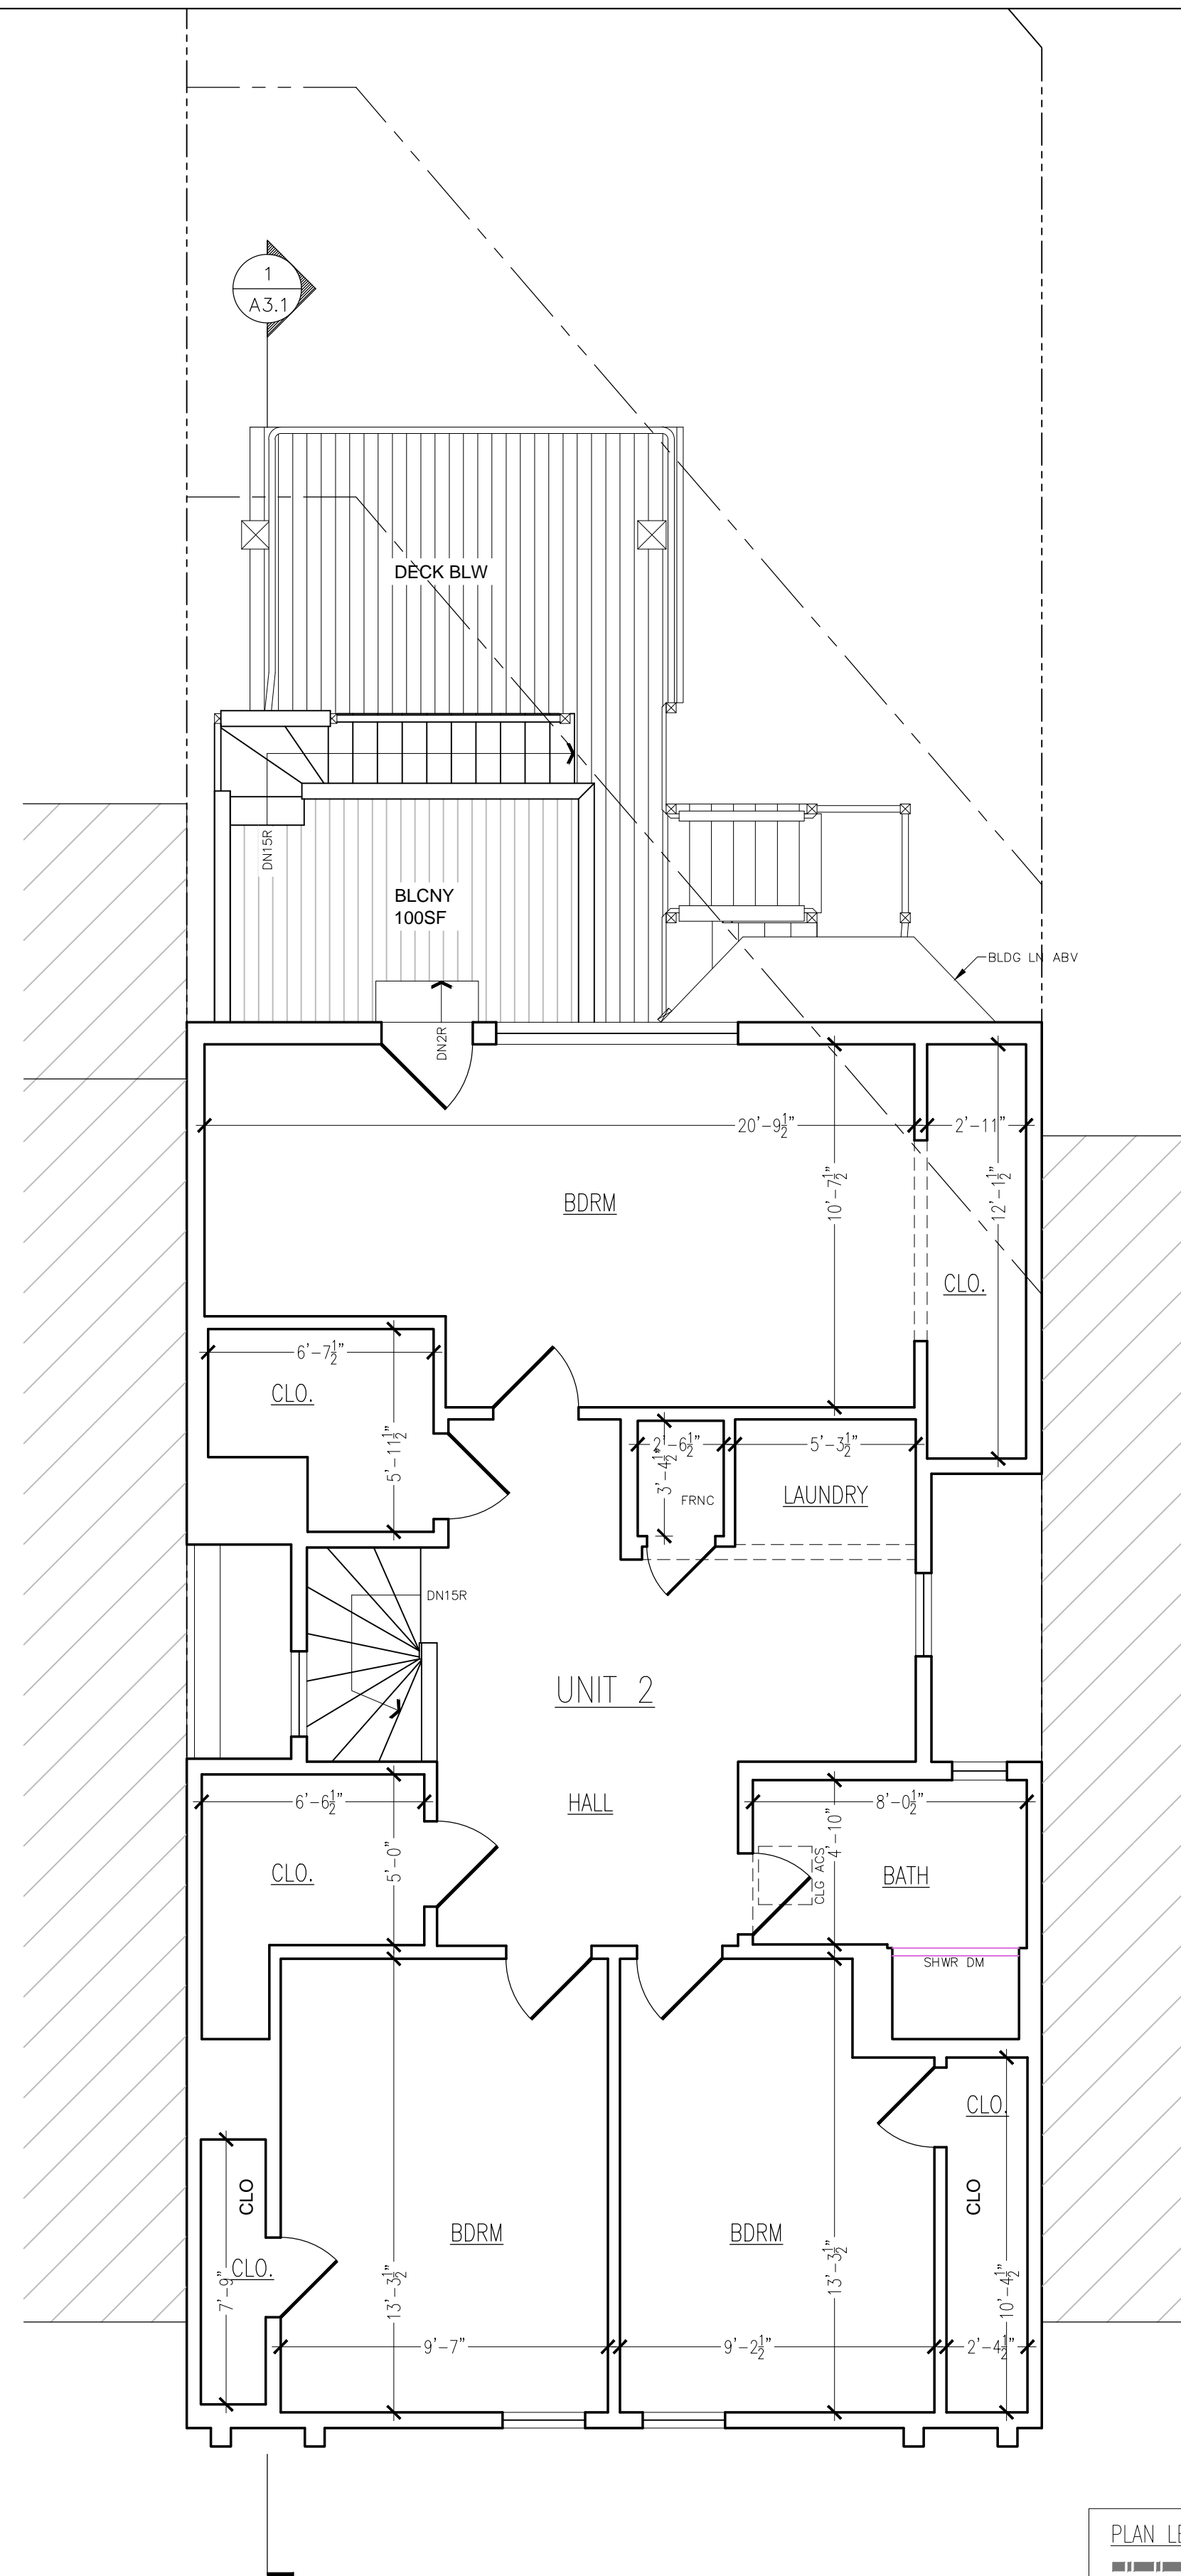 1
A3.1
DECK BLW
DN15R
BLCNY
100SF
BLDG LN ABV
DN2R
20'-9½"
2'-11"
10'-7½"
12'-1½"
BDRM
CLO.
6'-7½"
CLO.
5'-11½"
2'-6½"
3'-4½"
FRNC
5'-3½"
LAUNDRY
DN15R
UNIT 2
HALL
6'-6½"
5'-0"
CLO.
8'-0½"
4'-10"
CLG ACS
BATH
SHWR DM
CLO.
CLO
CLO
BDRM
BDRM
CLO.
7'-9"
13'-3½"
13'-3½"
10'-4½"
9'-7"
9'-2½"
2'-4½"
PLAN